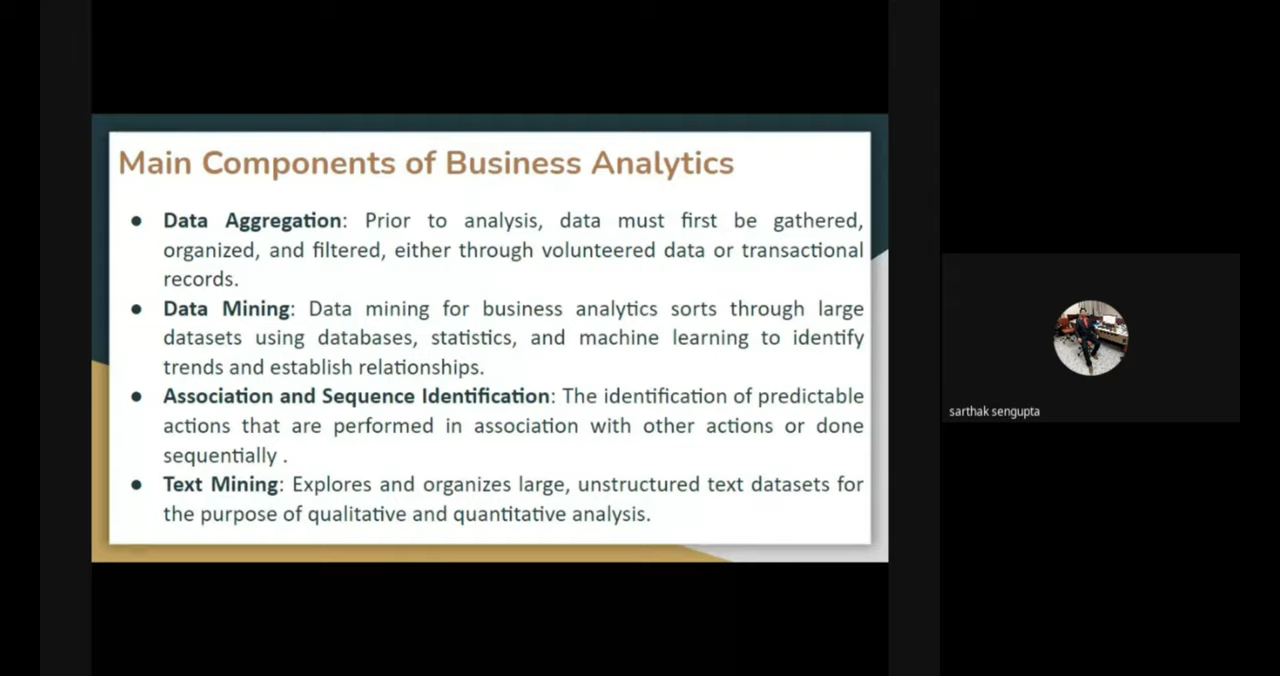 Main Components of Business Analytics
● Data Aggregation: Prior to analysis, data must first be gathered,
organized, and filtered, either through volunteered data or transactional
records.
● Data Mining: Data mining for business analytics sorts through large
datasets using databases, statistics, and machine learning to identify
trends and establish relationships.
● Association and Sequence Identification: The identification of predictable
actions that are performed in association with other actions or done
sequentially .
● Text Mining: Explores and organizes large, unstructured text datasets for
the purpose of qualitative and quantitative analysis.
sarthak sengupta